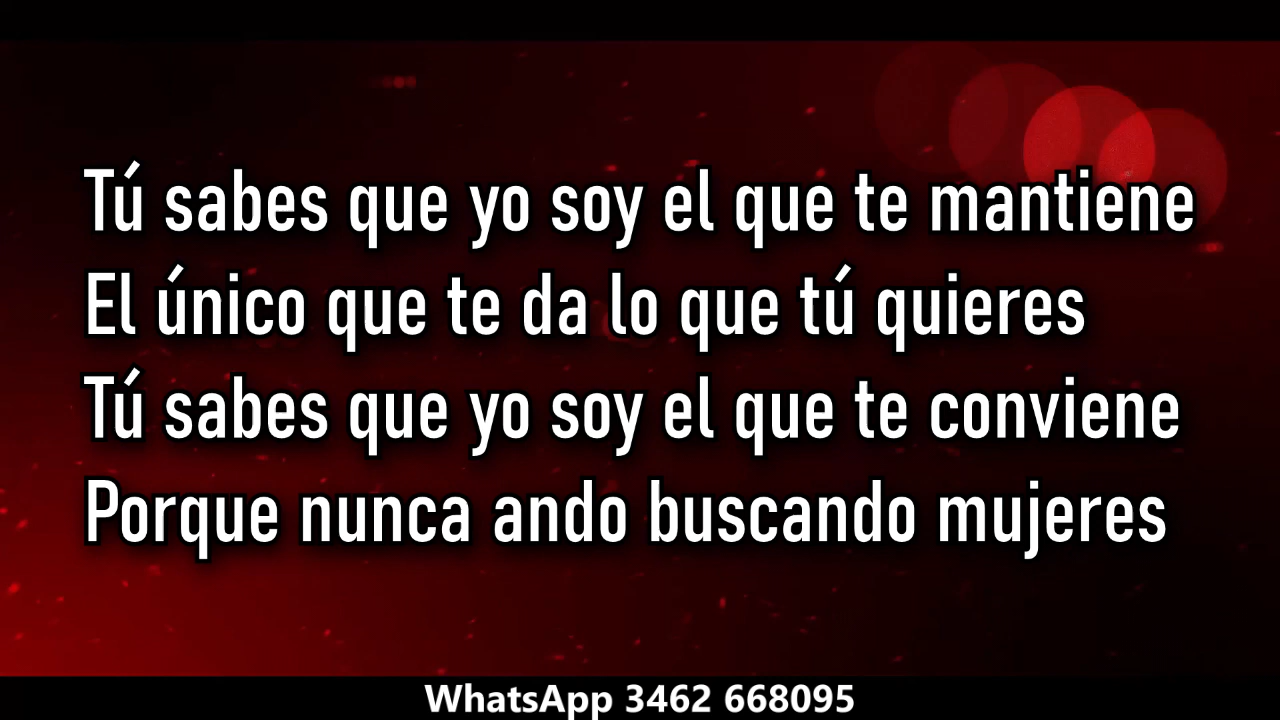 Tú sabes que yo soy el que te mantiene
El único que te da lo que tú quieres
Tú sabes que yo soy el que te conviene
Porque nunca ando buscando mujeres
WhatsApp 3462 668095